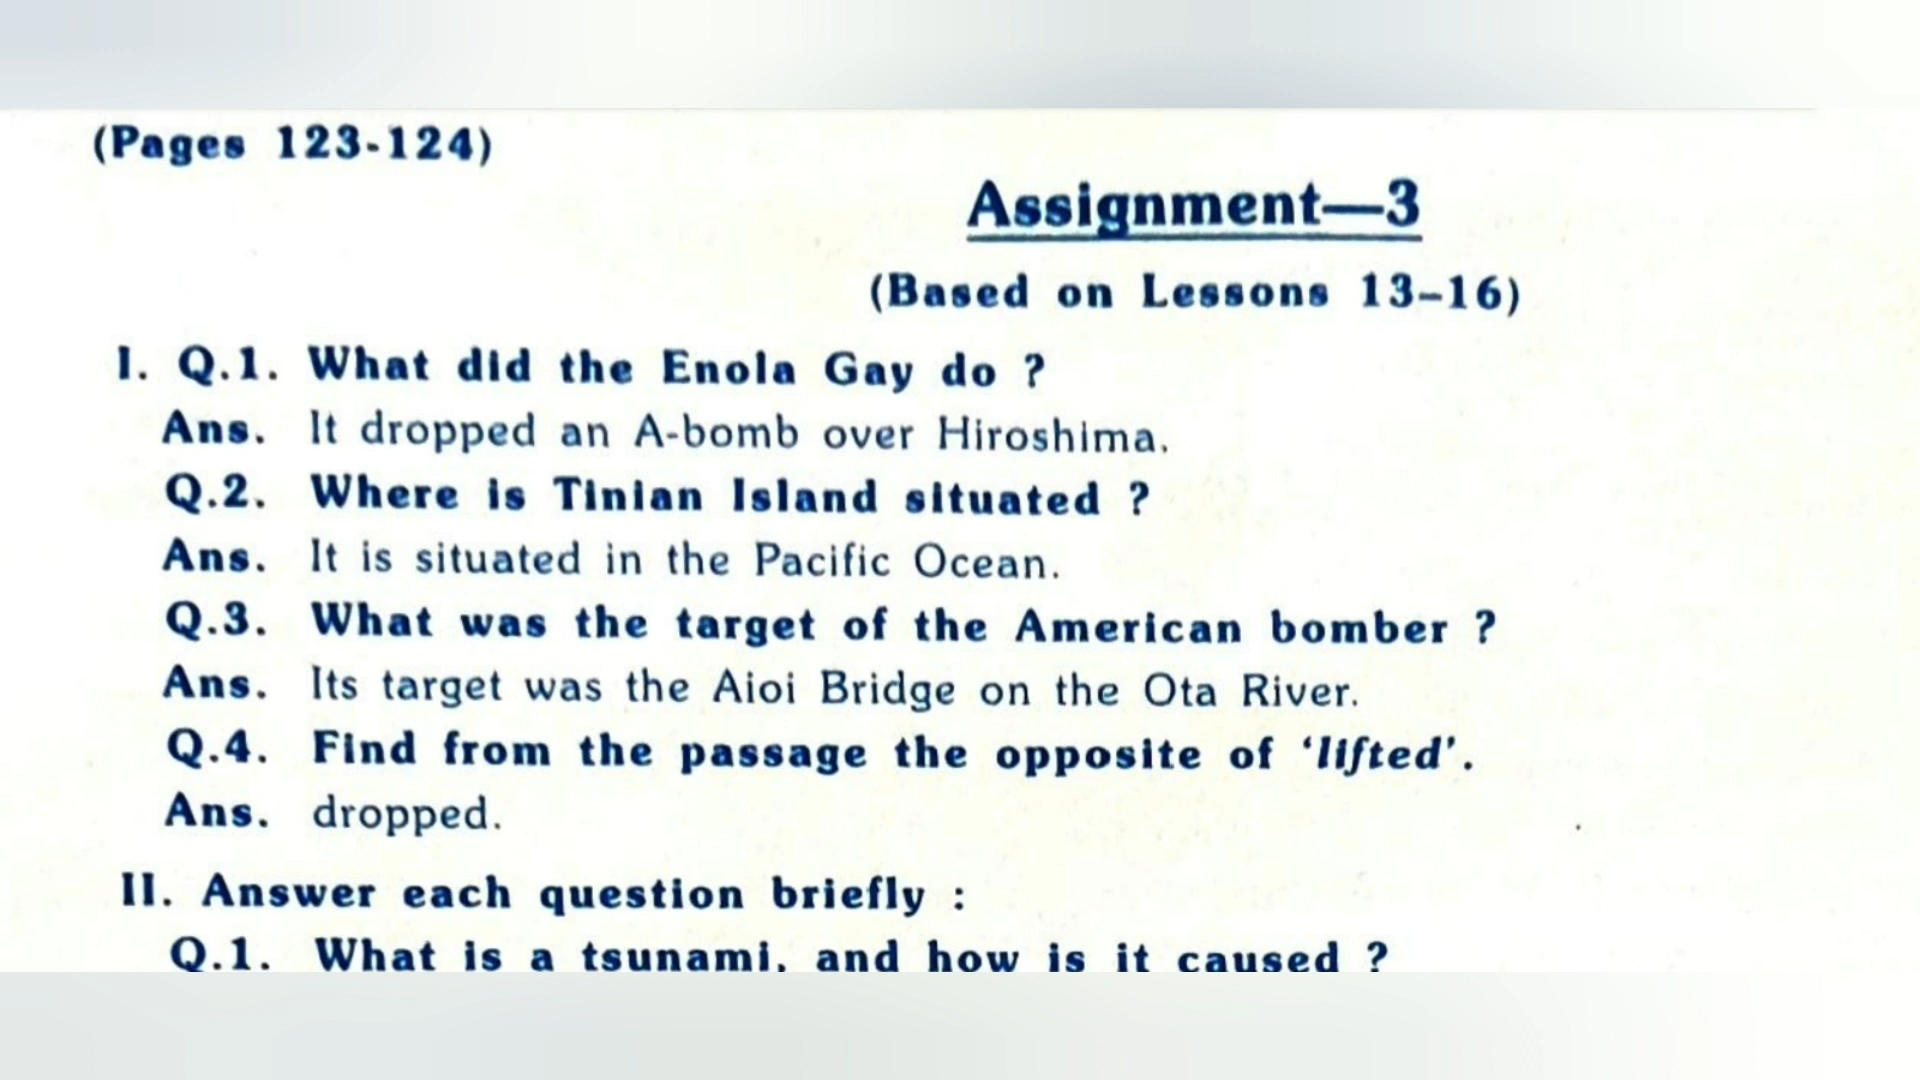 (Pages 123-124)
Assignment—3
(Based on Lessons 13–16)
I. Q.1. What did the Enola Gay do ?
Ans. It dropped an A-bomb over Hiroshima.
Q.2. Where is Tinian Island situated ?
Ans. It is situated in the Pacific Ocean.
Q.3. What was the target of the American bomber ?
Ans. Its target was the Aioi Bridge on the Ota River.
Q.4. Find from the passage the opposite of ‘lifted’.
Ans. dropped.
II. Answer each question briefly :
Q.1. What is a tsunami, and how is it caused ?